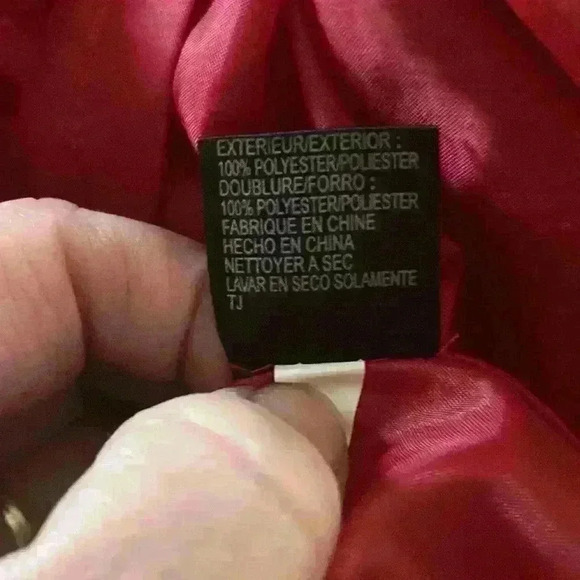 EXTERIEUR/EXTERIOR :
100% POLYESTER/POLIESTER
DOUBLURE/FORRO :
100% POLYESTER/POLIESTER
FABRIQUE EN CHINE
HECHO EN CHINA
NETTOYER A SEC
LAVAR EN SECO SOLAMENTE
TJ